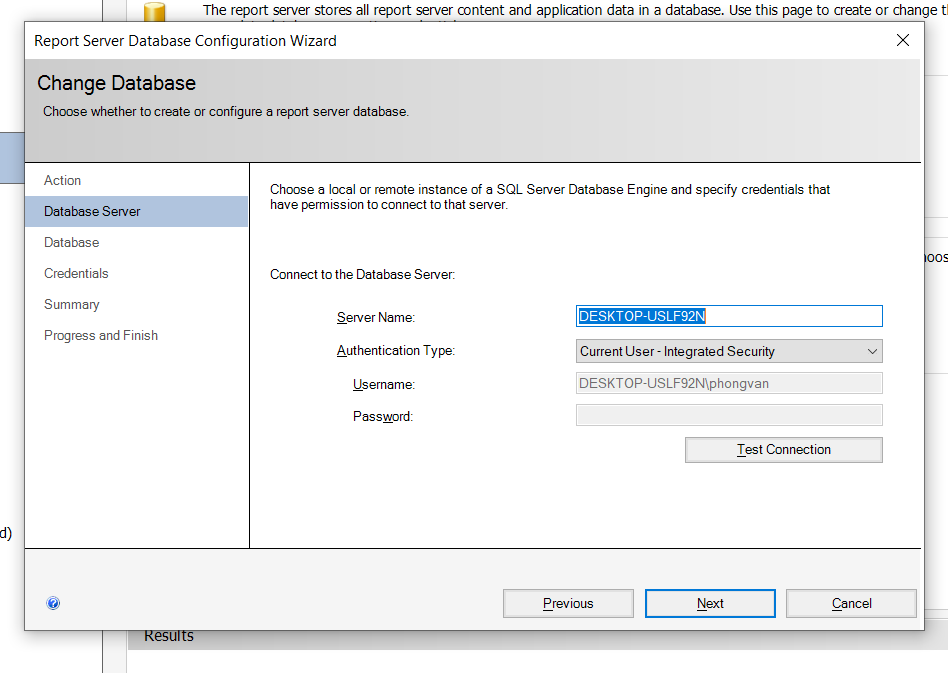 The report server stores all report server content and application data in a database. Use this page to create or change t
Report Server Database Configuration Wizard
Change Database
Choose whether to create or configure a report server database.
Action
Database Server
Database
Credentials
Summary
Progress and Finish
Choose a local or remote instance of a SQL Server Database Engine and specify credentials that
have permission to connect to that server.
Connect to the Database Server:
Server Name: DESKTOP-USLF92N
Authentication Type: Current User - Integrated Security
Username: DESKTOP-USLF92N\phongvan
Password:
Test Connection
hoos
d)
Previous Next Cancel
Results